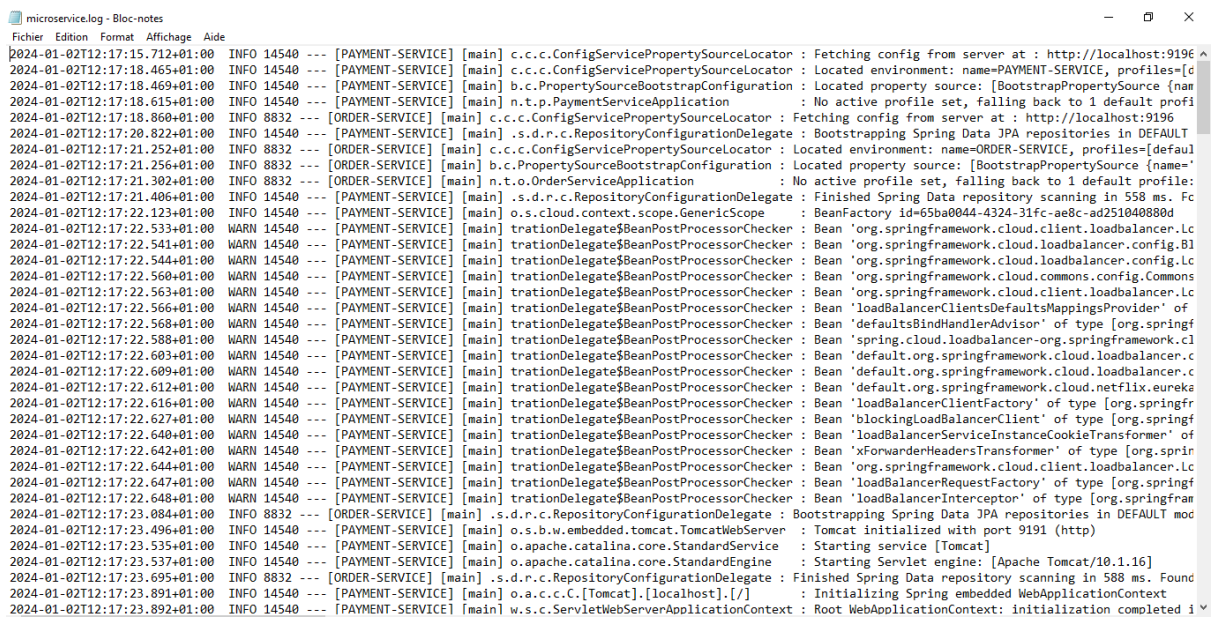 microservice.log - Bloc-notes
Fichier Edition Format Affichage Aide
2024-01-02T12:17:15.712+01:00  INFO 14540 --- [PAYMENT-SERVICE] [main] c.c.c.ConfigServicePropertySourceLocator : Fetching config from server at : http://localhost:9196
2024-01-02T12:17:18.465+01:00  INFO 14540 --- [PAYMENT-SERVICE] [main] c.c.c.ConfigServicePropertySourceLocator : Located environment: name=PAYMENT-SERVICE, profiles=[d
2024-01-02T12:17:18.469+01:00  INFO 14540 --- [PAYMENT-SERVICE] [main] b.c.PropertySourceBootstrapConfiguration : Located property source: [BootstrapPropertySource {nam
2024-01-02T12:17:18.615+01:00  INFO 14540 --- [PAYMENT-SERVICE] [main] n.t.p.PaymentServiceApplication          : No active profile set, falling back to 1 default profi
2024-01-02T12:17:18.860+01:00  INFO 8832 --- [ORDER-SERVICE] [main] c.c.c.ConfigServicePropertySourceLocator : Fetching config from server at : http://localhost:9196
2024-01-02T12:17:20.822+01:00  INFO 14540 --- [PAYMENT-SERVICE] [main] .s.d.r.c.RepositoryConfigurationDelegate : Bootstrapping Spring Data JPA repositories in DEFAULT
2024-01-02T12:17:21.252+01:00  INFO 8832 --- [ORDER-SERVICE] [main] c.c.c.ConfigServicePropertySourceLocator : Located environment: name=ORDER-SERVICE, profiles=[defaul
2024-01-02T12:17:21.256+01:00  INFO 8832 --- [ORDER-SERVICE] [main] b.c.PropertySourceBootstrapConfiguration : Located property source: [BootstrapPropertySource {name='
2024-01-02T12:17:21.302+01:00  INFO 8832 --- [ORDER-SERVICE] [main] n.t.o.OrderServiceApplication            : No active profile set, falling back to 1 default profile:
2024-01-02T12:17:21.406+01:00  INFO 14540 --- [PAYMENT-SERVICE] [main] .s.d.r.c.RepositoryConfigurationDelegate : Finished Spring Data repository scanning in 558 ms. Fc
2024-01-02T12:17:22.123+01:00  INFO 14540 --- [PAYMENT-SERVICE] [main] o.s.cloud.context.scope.GenericScope     : BeanFactory id=65ba0044-4324-31fc-ae8c-ad251040880d
2024-01-02T12:17:22.533+01:00  WARN 14540 --- [PAYMENT-SERVICE] [main] trationDelegate$BeanPostProcessorChecker : Bean 'org.springframework.cloud.client.loadbalancer.Lc
2024-01-02T12:17:22.541+01:00  WARN 14540 --- [PAYMENT-SERVICE] [main] trationDelegate$BeanPostProcessorChecker : Bean 'org.springframework.cloud.loadbalancer.config.Bl
2024-01-02T12:17:22.544+01:00  WARN 14540 --- [PAYMENT-SERVICE] [main] trationDelegate$BeanPostProcessorChecker : Bean 'org.springframework.cloud.loadbalancer.config.Lc
2024-01-02T12:17:22.560+01:00  WARN 14540 --- [PAYMENT-SERVICE] [main] trationDelegate$BeanPostProcessorChecker : Bean 'org.springframework.cloud.commons.config.Commons
2024-01-02T12:17:22.563+01:00  WARN 14540 --- [PAYMENT-SERVICE] [main] trationDelegate$BeanPostProcessorChecker : Bean 'org.springframework.cloud.client.loadbalancer.Lc
2024-01-02T12:17:22.566+01:00  WARN 14540 --- [PAYMENT-SERVICE] [main] trationDelegate$BeanPostProcessorChecker : Bean 'loadBalancerClientsDefaultsMappingsProvider' of
2024-01-02T12:17:22.568+01:00  WARN 14540 --- [PAYMENT-SERVICE] [main] trationDelegate$BeanPostProcessorChecker : Bean 'defaultsBindHandlerAdvisor' of type [org.springf
2024-01-02T12:17:22.588+01:00  WARN 14540 --- [PAYMENT-SERVICE] [main] trationDelegate$BeanPostProcessorChecker : Bean 'spring.cloud.loadbalancer-org.springframework.cl
2024-01-02T12:17:22.603+01:00  WARN 14540 --- [PAYMENT-SERVICE] [main] trationDelegate$BeanPostProcessorChecker : Bean 'default.org.springframework.cloud.loadbalancer.c
2024-01-02T12:17:22.609+01:00  WARN 14540 --- [PAYMENT-SERVICE] [main] trationDelegate$BeanPostProcessorChecker : Bean 'default.org.springframework.cloud.loadbalancer.c
2024-01-02T12:17:22.612+01:00  WARN 14540 --- [PAYMENT-SERVICE] [main] trationDelegate$BeanPostProcessorChecker : Bean 'default.org.springframework.cloud.netflix.eureka
2024-01-02T12:17:22.616+01:00  WARN 14540 --- [PAYMENT-SERVICE] [main] trationDelegate$BeanPostProcessorChecker : Bean 'loadBalancerClientFactory' of type [org.springfr
2024-01-02T12:17:22.627+01:00  WARN 14540 --- [PAYMENT-SERVICE] [main] trationDelegate$BeanPostProcessorChecker : Bean 'blockingLoadBalancerClient' of type [org.springf
2024-01-02T12:17:22.640+01:00  WARN 14540 --- [PAYMENT-SERVICE] [main] trationDelegate$BeanPostProcessorChecker : Bean 'loadBalancerServiceInstanceCookieTransformer' of
2024-01-02T12:17:22.642+01:00  WARN 14540 --- [PAYMENT-SERVICE] [main] trationDelegate$BeanPostProcessorChecker : Bean 'xForwarderHeadersTransformer' of type [org.sprin
2024-01-02T12:17:22.644+01:00  WARN 14540 --- [PAYMENT-SERVICE] [main] trationDelegate$BeanPostProcessorChecker : Bean 'org.springframework.cloud.client.loadbalancer.Lc
2024-01-02T12:17:22.647+01:00  WARN 14540 --- [PAYMENT-SERVICE] [main] trationDelegate$BeanPostProcessorChecker : Bean 'loadBalancerRequestFactory' of type [org.springf
2024-01-02T12:17:22.648+01:00  WARN 14540 --- [PAYMENT-SERVICE] [main] trationDelegate$BeanPostProcessorChecker : Bean 'loadBalancerInterceptor' of type [org.springfram
2024-01-02T12:17:23.084+01:00  INFO 8832 --- [ORDER-SERVICE] [main] .s.d.r.c.RepositoryConfigurationDelegate : Bootstrapping Spring Data JPA repositories in DEFAULT mod
2024-01-02T12:17:23.496+01:00  INFO 14540 --- [PAYMENT-SERVICE] [main] o.s.b.w.embedded.tomcat.TomcatWebServer  : Tomcat initialized with port 9191 (http)
2024-01-02T12:17:23.535+01:00  INFO 14540 --- [PAYMENT-SERVICE] [main] o.apache.catalina.core.StandardService   : Starting service [Tomcat]
2024-01-02T12:17:23.537+01:00  INFO 14540 --- [PAYMENT-SERVICE] [main] o.apache.catalina.core.StandardEngine    : Starting Servlet engine: [Apache Tomcat/10.1.16]
2024-01-02T12:17:23.695+01:00  INFO 8832 --- [ORDER-SERVICE] [main] .s.d.r.c.RepositoryConfigurationDelegate : Finished Spring Data repository scanning in 588 ms. Found
2024-01-02T12:17:23.891+01:00  INFO 14540 --- [PAYMENT-SERVICE] [main] o.a.c.c.C.[Tomcat].[localhost].[/]       : Initializing Spring embedded WebApplicationContext
2024-01-02T12:17:23.892+01:00  INFO 14540 --- [PAYMENT-SERVICE] [main] w.s.c.ServletWebServerApplicationContext : Root WebApplicationContext: initialization completed i